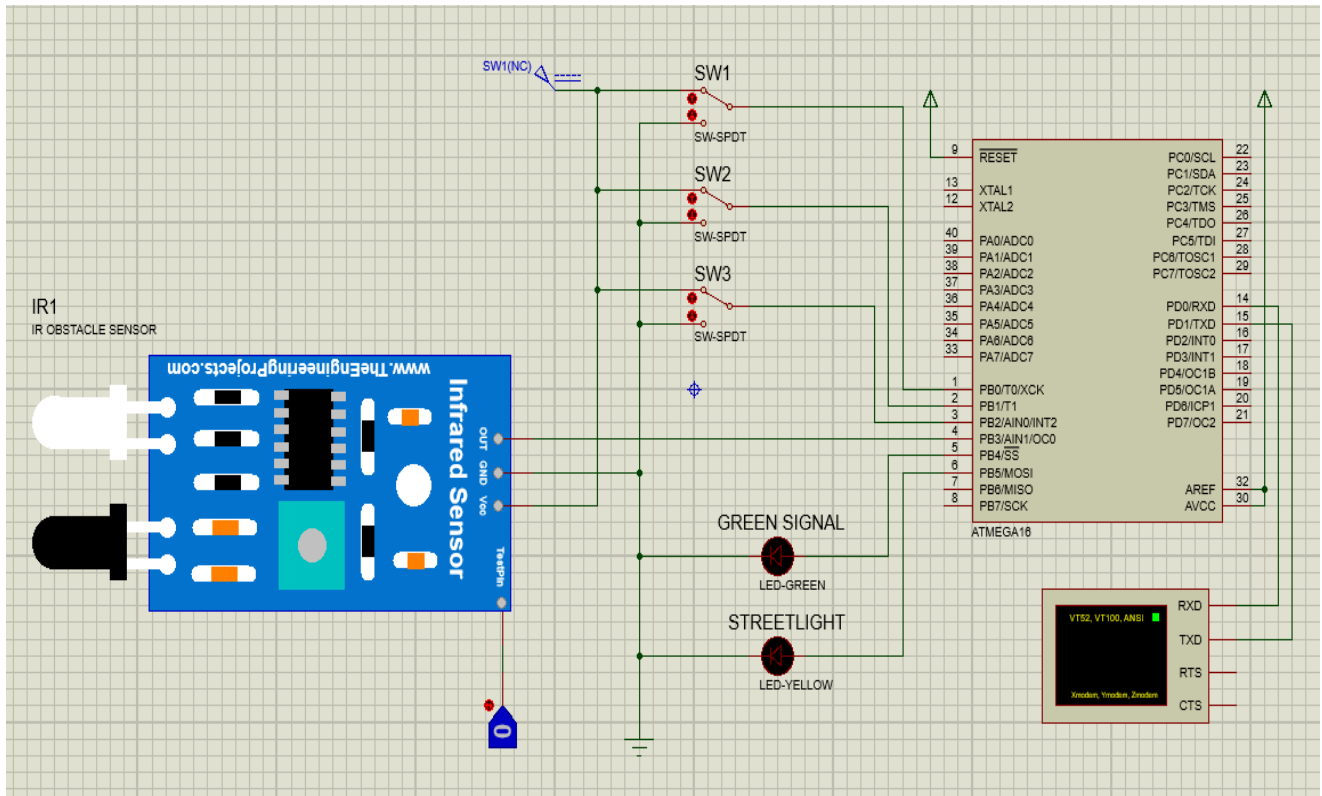 SW1(NC)
SW1
SW-SPDT
SW2
SW-SPDT
SW3
SW-SPDT
IR1
IR OBSTACLE SENSOR
www.TheEngineeringProjects.com
Infrared Sensor
OUT
GND
Vcc
TestPin
0
GREEN SIGNAL
LED-GREEN
STREETLIGHT
LED-YELLOW
9 RESET
13 XTAL1
12 XTAL2
40 PA0/ADC0
39 PA1/ADC1
38 PA2/ADC2
37 PA3/ADC3
36 PA4/ADC4
35 PA5/ADC5
34 PA6/ADC6
33 PA7/ADC7
1 PB0/T0/XCK
2 PB1/T1
3 PB2/AIN0/INT2
4 PB3/AIN1/OC0
5 PB4/SS
6 PB5/MOSI
7 PB6/MISO
8 PB7/SCK
PC0/SCL 22
PC1/SDA 23
PC2/TCK 24
PC3/TMS 25
PC4/TDO 26
PC5/TDI 27
PC6/TOSC1 28
PC7/TOSC2 29
PD0/RXD 14
PD1/TXD 15
PD2/INT0 16
PD3/INT1 17
PD4/OC1B 18
PD5/OC1A 19
PD6/ICP1 20
PD7/OC2 21
AREF 32
AVCC 30
ATMEGA16
VT52, VT100, ANSI
Xmodem, Ymodem, Zmodem
RXD
TXD
RTS
CTS